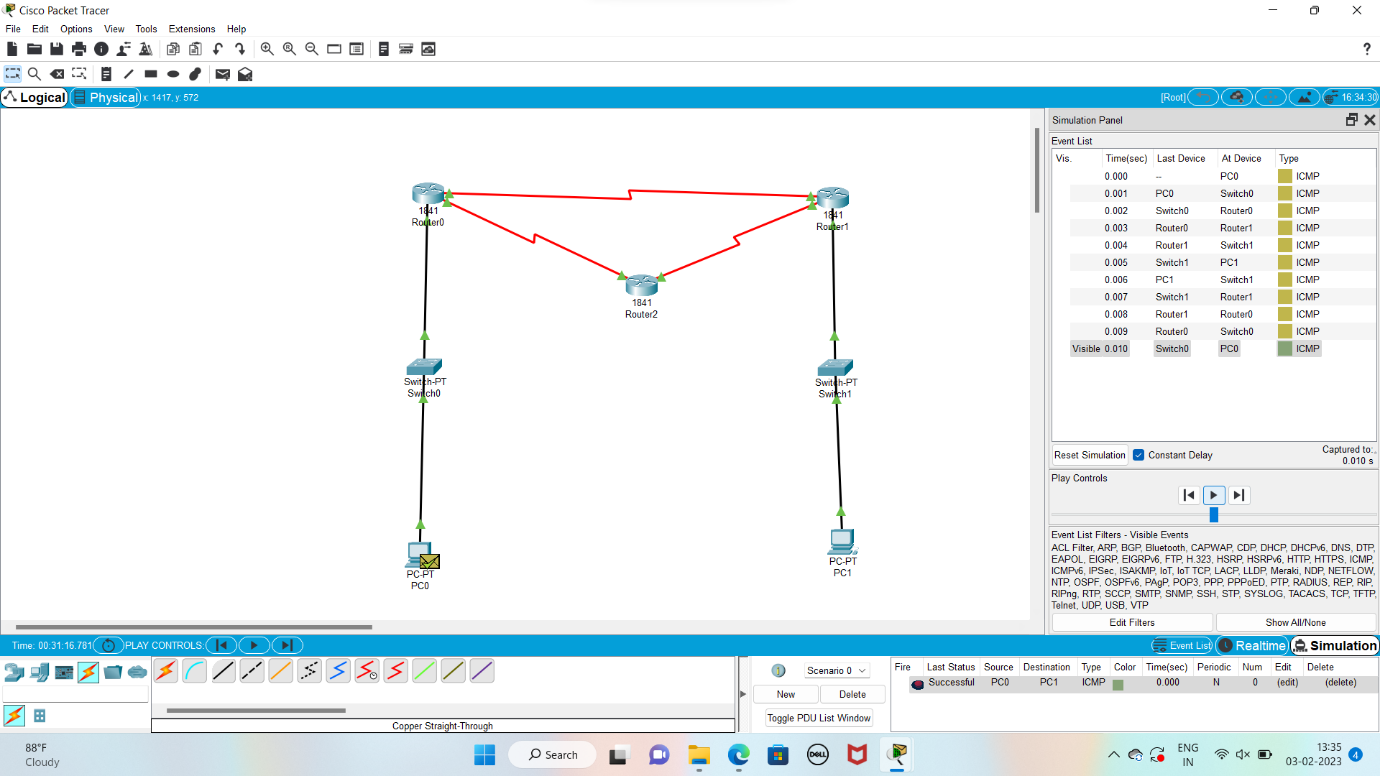 Cisco Packet Tracer
File Edit Options View Tools Extensions Help
?
Logical Physical x: 1417, y: 572 [Root] 16:34:30
1841
Router0
1841
Router1
1841
Router2
Switch-PT
Switch0
Switch-PT
Switch1
PC-PT
PC0
PC-PT
PC1
Simulation Panel
Event List
Vis. Time(sec) Last Device At Device Type
0.000 -- PC0 ICMP
0.001 PC0 Switch0 ICMP
0.002 Switch0 Router0 ICMP
0.003 Router0 Router1 ICMP
0.004 Router1 Switch1 ICMP
0.005 Switch1 PC1 ICMP
0.006 PC1 Switch1 ICMP
0.007 Switch1 Router1 ICMP
0.008 Router1 Router0 ICMP
0.009 Router0 Switch0 ICMP
Visible 0.010 Switch0 PC0 ICMP
Reset Simulation Constant Delay Captured to:
0.010 s
Play Controls
Event List Filters - Visible Events
ACL Filter, ARP, BGP, Bluetooth, CAPWAP, CDP, DHCP, DHCPv6, DNS, DTP,
EAPOL, EIGRP, EIGRPv6, FTP, H.323, HSRP, HSRPv6, HTTP, HTTPS, ICMP,
ICMPv6, IPSec, ISAKMP, IoT, IoT TCP, LACP, LLDP, Meraki, NDP, NETFLOW,
NTP, OSPF, OSPFv6, PAgP, POP3, PPP, PPPoED, PTP, RADIUS, REP, RIP,
RIPng, RTP, SCCP, SMTP, SNMP, SSH, STP, SYSLOG, TACACS, TCP, TFTP,
Telnet, UDP, USB, VTP
Edit Filters Show All/None
Time: 00:31:16.781 PLAY CONTROLS: Event List Realtime Simulation
Copper Straight-Through
Scenario 0
New Delete
Toggle PDU List Window
Fire Last Status Source Destination Type Color Time(sec) Periodic Num Edit Delete
Successful PC0 PC1 ICMP 0.000 N 0 (edit) (delete)
88°F
Cloudy
Search
DELL
ENG
IN
13:35
03-02-2023
4